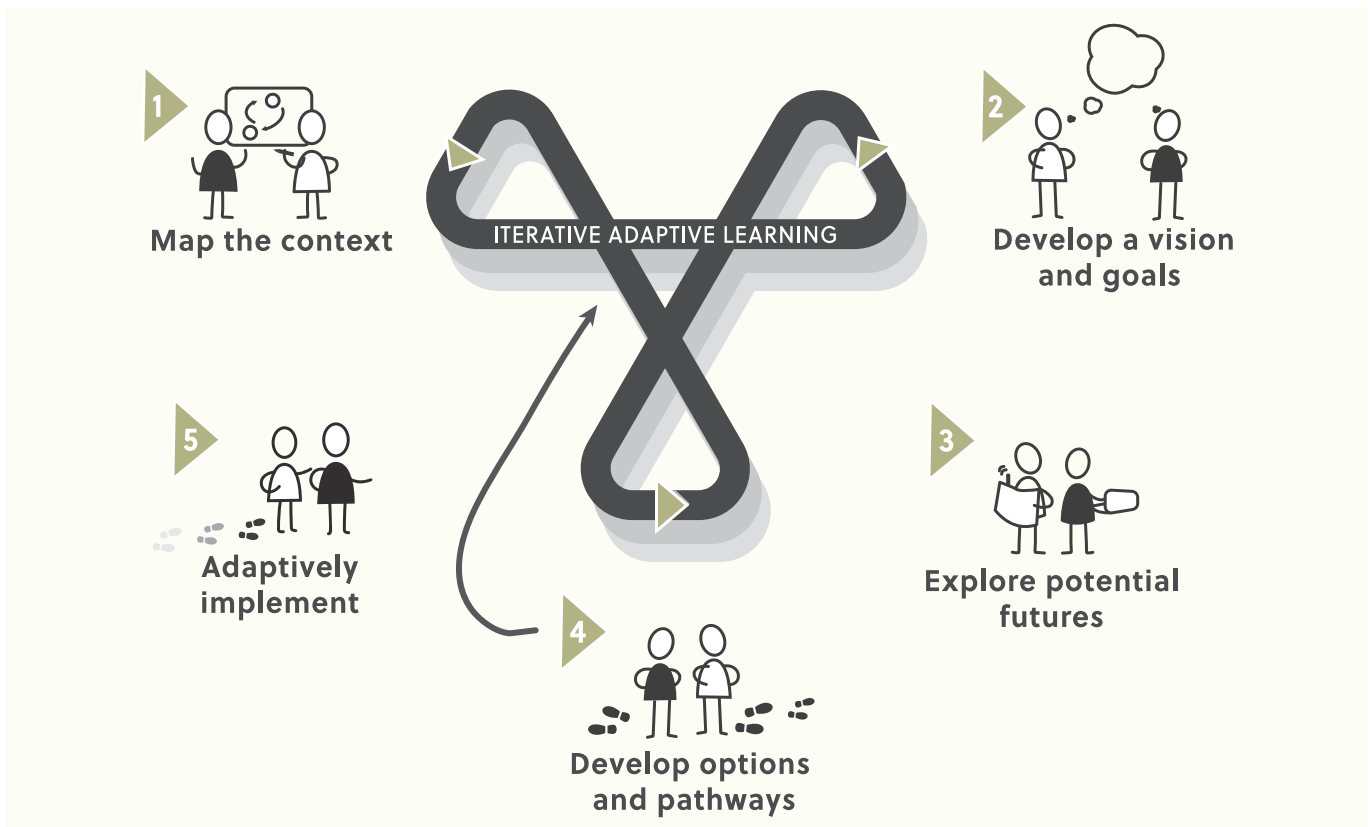 1
Map the context
ITERATIVE ADAPTIVE LEARNING
2
Develop a vision
and goals
3
Explore potential
futures
4
Develop options
and pathways
5
Adaptively
implement